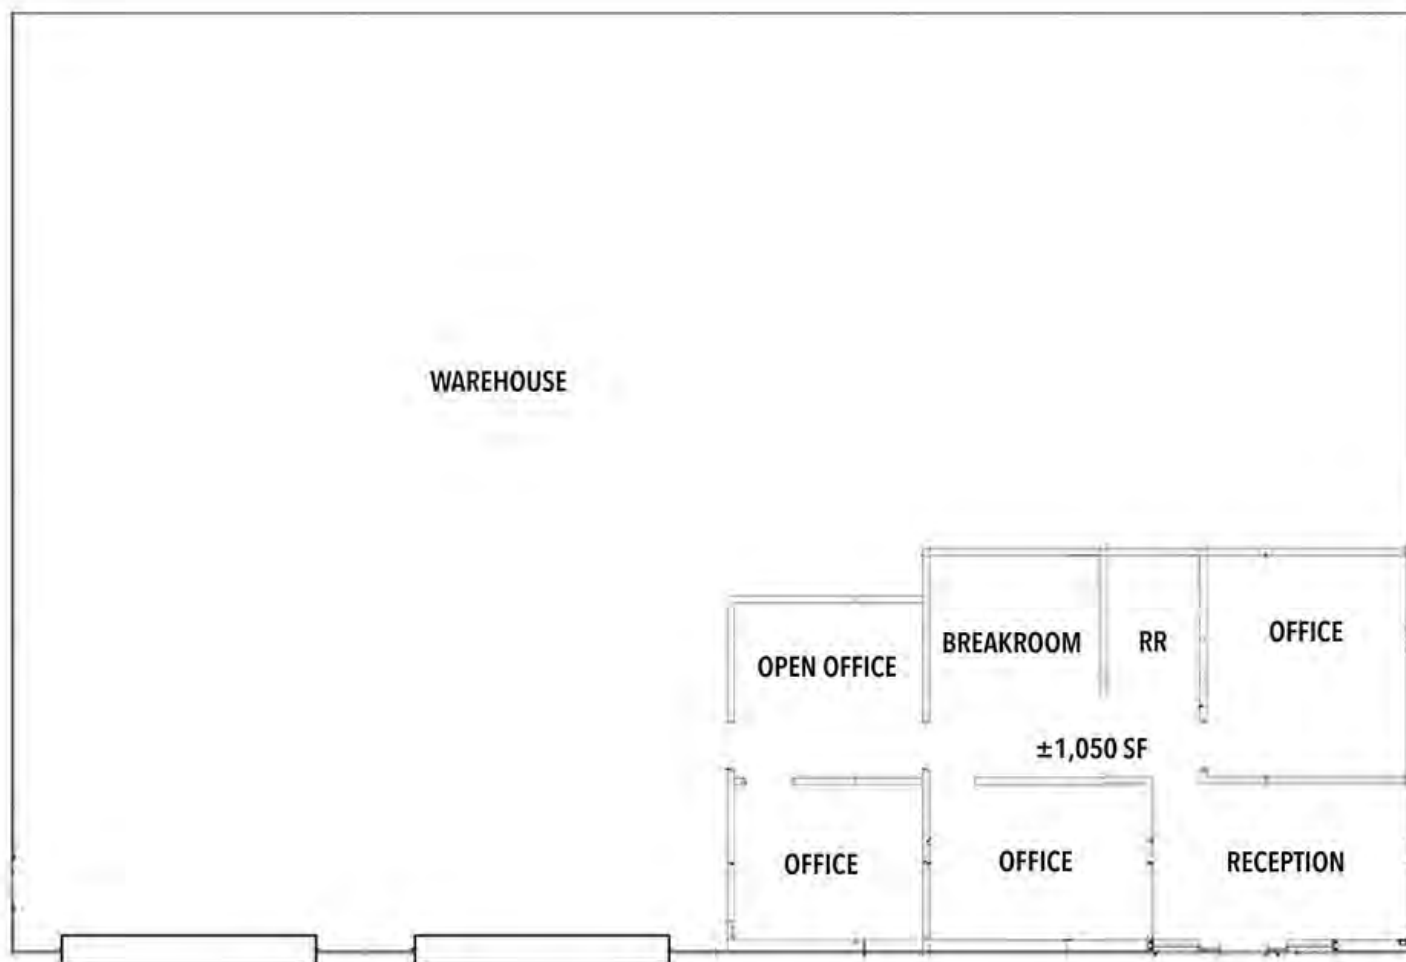 WAREHOUSE
OPEN OFFICE
BREAKROOM
RR
OFFICE
±1,050 SF
OFFICE
OFFICE
RECEPTION